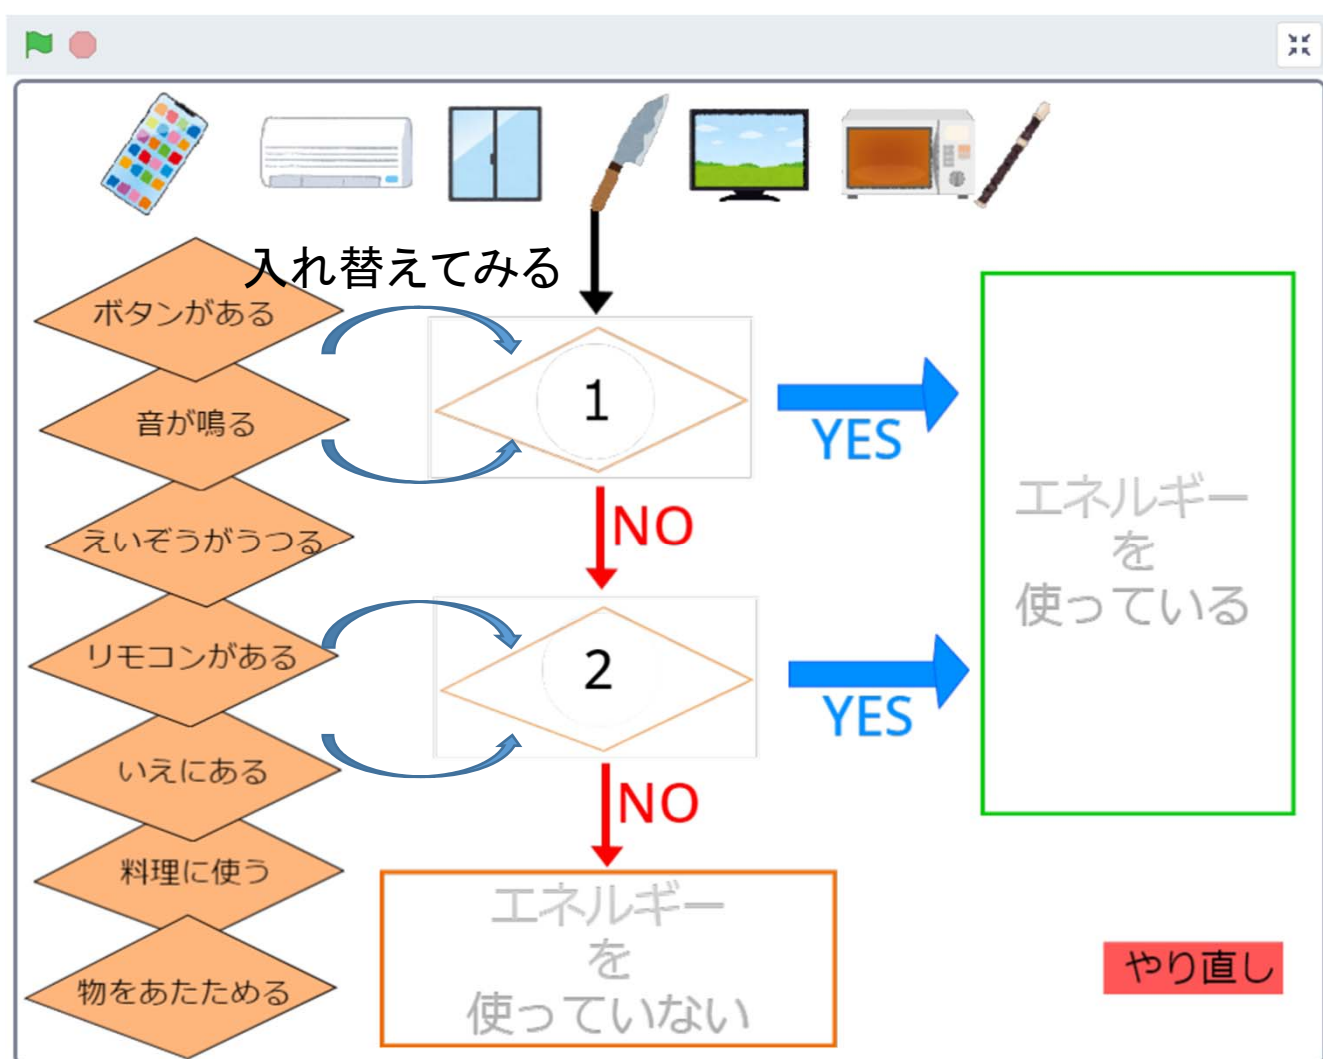 入れ替えてみる
ボタンがある
音が鳴る
えいぞうがうつる
リモコンがある
いえにある
料理に使う
物をあたためる
1
YES
NO
2
YES
NO
エネルギー
を
使っている
エネルギー
を
使っていない
やり直し